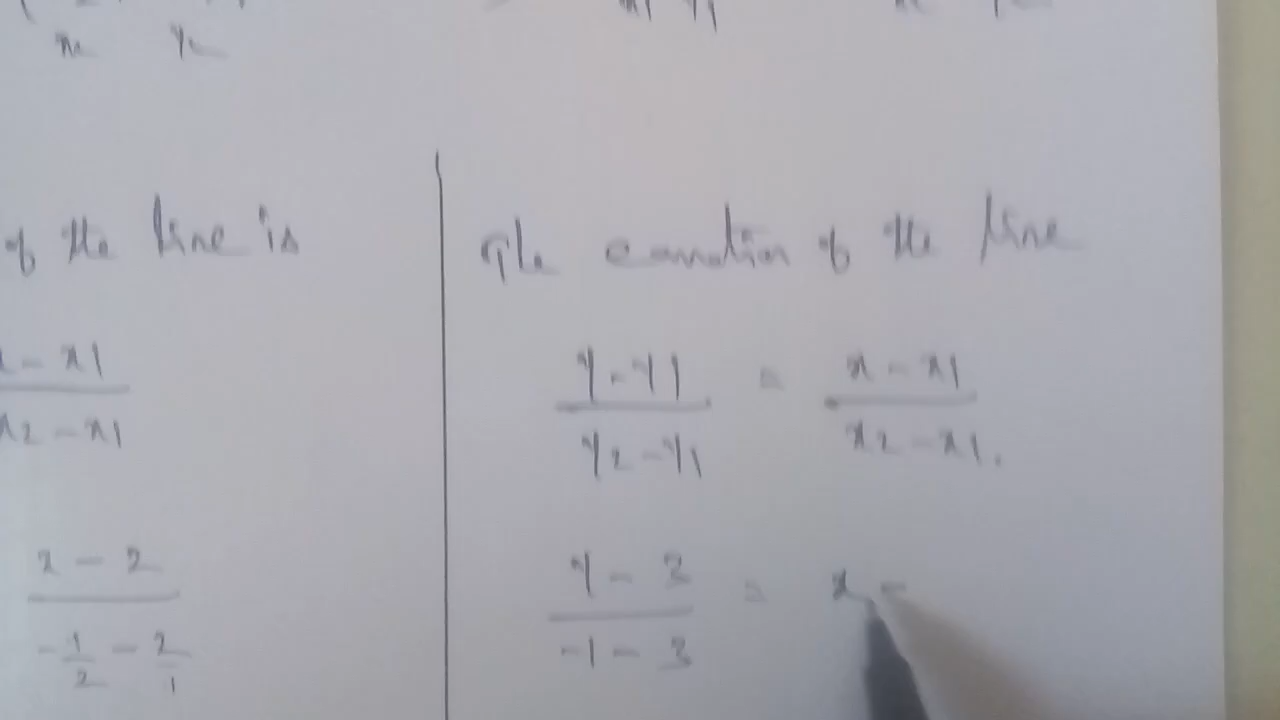 of the line is
x - x1
x2 - x1
x - 2
-1/2 - 2/1
The equation of the line
y - y1 = x - x1
y2 - y1 x2 - x1.
y - 3 = x -
-1 - 3